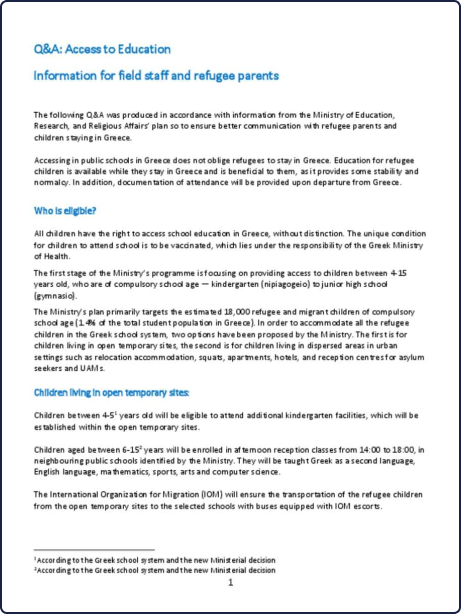 Q&A: Access to Education
Information for field staff and refugee parents
The following Q&A was produced in accordance with information from the Ministry of Education,
Research, and Religious Affairs' plan so to ensure better communication with refugee parents and
children staying in Greece.
Accessing in public schools in Greece does not oblige refugees to stay in Greece. Education for refugee
children is available while they stay in Greece and is beneficial to them, as it provides some stability and
normalcy. In addition, documentation of attendance will be provided upon departure from Greece.
Who is eligible?
All children have the right to access school education in Greece, without distinction. The unique condition
for children to attend school is to be vaccinated, which lies under the responsibility of the Greek Ministry
of Health.
The first stage of the Ministry's programme is focusing on providing access to children between 4-15
years old, who are of compulsory school age — kindergarten (nipiagogeio) to junior high school
(gymnasio).
The Ministry's plan primarily targets the estimated 18,000 refugee and migrant children of compulsory
school age (1.4% of the total student population in Greece). In order to accommodate all the refugee
children in the Greek school system, two options have been proposed by the Ministry. The first is for
children living in open temporary sites, the second is for children living in dispersed areas in urban
settings such as relocation accommodation, squats, apartments, hotels, and reception centres for asylum
seekers and UAMs.
Children living in open temporary sites:
Children between 4-5¹ years old will be eligible to attend additional kindergarten facilities, which will be
established within the open temporary sites.
Children aged between 6-15² years will be enrolled in afternoon reception classes from 14:00 to 18:00, in
neighbouring public schools identified by the Ministry. They will be taught Greek as a second language,
English language, mathematics, sports, arts and computer science.
The International Organization for Migration (IOM) will ensure the transportation of the refugee children
from the open temporary sites to the selected schools with buses equipped with IOM escorts.
¹According to the Greek school system and the new Ministerial decision
²According to the Greek school system and the new Ministerial decision
1